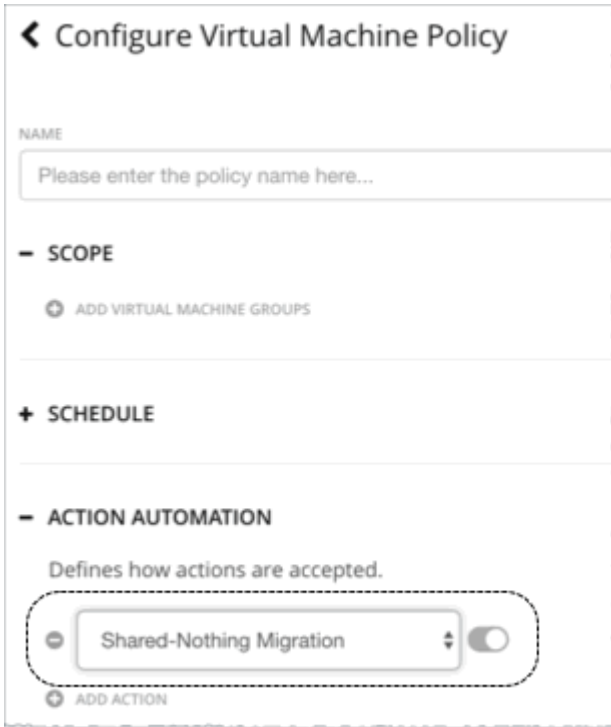 Configure Virtual Machine Policy
NAME
Please enter the policy name here...
SCOPE
ADD VIRTUAL MACHINE GROUPS
SCHEDULE
ACTION AUTOMATION
Defines how actions are accepted.
Shared-Nothing Migration
ADD ACTION